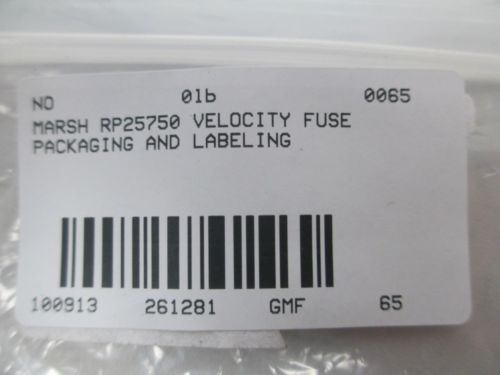 NO 01b 0065
MARSH RP25750 VELOCITY FUSE
PACKAGING AND LABELING
100913 261281 GMF 65